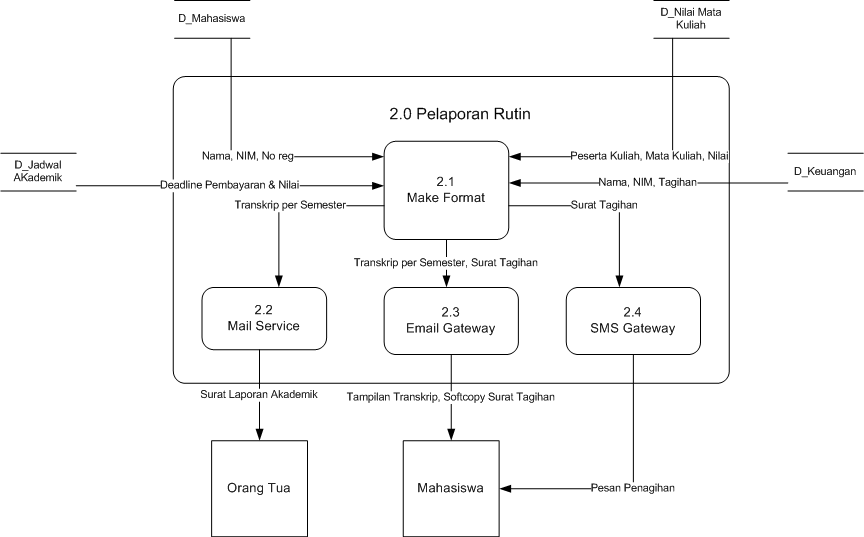 D_Mahasiswa
D_Nilai Mata
Kuliah
2.0 Pelaporan Rutin
D_Jadwal
AKademik
D_Keuangan
Nama, NIM, No reg
Peserta Kuliah, Mata Kuliah, Nilai
2.1
Make Format
Deadline Pembayaran & Nilai
Nama, NIM, Tagihan
Transkrip per Semester
Surat Tagihan
Transkrip per Semester, Surat Tagihan
2.2
Mail Service
2.3
Email Gateway
2.4
SMS Gateway
Surat Laporan Akademik
Tampilan Transkrip, Softcopy Surat Tagihan
Orang Tua
Mahasiswa
Pesan Penagihan